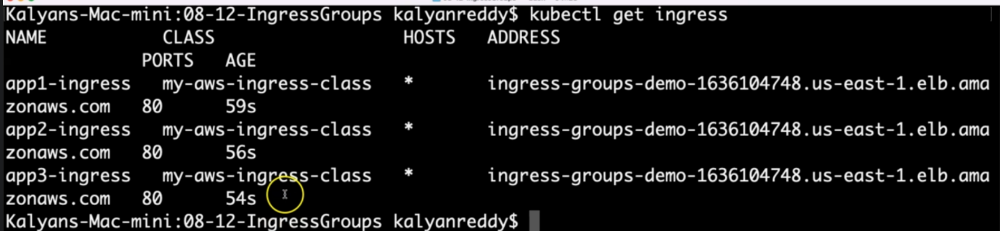 Kalyans-Mac-mini:08-12-IngressGroups kalyanreddy$ kubectl get ingress
NAME CLASS HOSTS ADDRESS
PORTS AGE
app1-ingress my-aws-ingress-class * ingress-groups-demo-1636104748.us-east-1.elb.ama
zonaws.com 80 59s
app2-ingress my-aws-ingress-class * ingress-groups-demo-1636104748.us-east-1.elb.ama
zonaws.com 80 56s
app3-ingress my-aws-ingress-class * ingress-groups-demo-1636104748.us-east-1.elb.ama
zonaws.com 80 54s
Kalyans-Mac-mini:08-12-IngressGroups kalyanreddy$